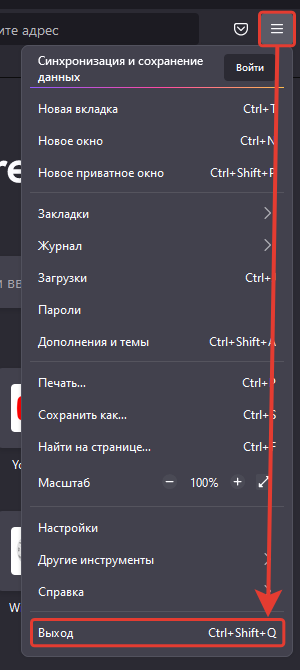 те адрес
Синхронизация и сохранение
данных
Войти
Новая вкладка Ctrl+T
Новое окно Ctrl+N
Новое приватное окно Ctrl+Shift+P
re
Закладки
Журнал
Загрузки Ctrl+J
М ВЕ
Пароли
Дополнения и темы Ctrl+Shift+A
Печать... Ctrl+P
Сохранить как... Ctrl+S
Найти на странице... Ctrl+F
Yo
Масштаб − 100% +
Настройки
Другие инструменты
Справка
W
Выход Ctrl+Shift+Q